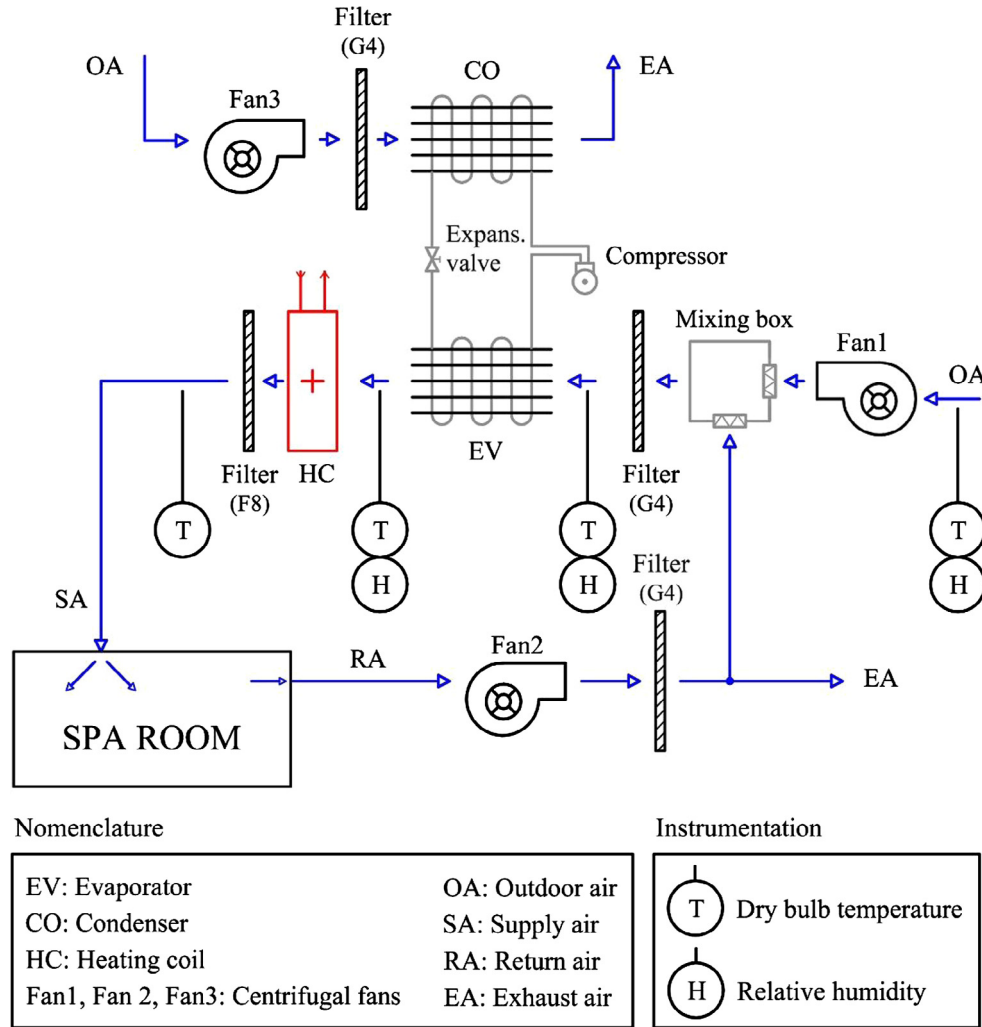 Filter
(G4)
OA
CO
EA
Fan3
Expans.
valve
Compressor
Mixing box
Fan1
OA
EV
HC
Filter
(F8)
Filter
(G4)
T
T
H
T
H
T
H
Filter
(G4)
SA
RA
Fan2
EA
SPA ROOM
Nomenclature
EV: Evaporator
CO: Condenser
HC: Heating coil
Fan1, Fan 2, Fan3: Centrifugal fans
OA: Outdoor air
SA: Supply air
RA: Return air
EA: Exhaust air
Instrumentation
T Dry bulb temperature
H Relative humidity